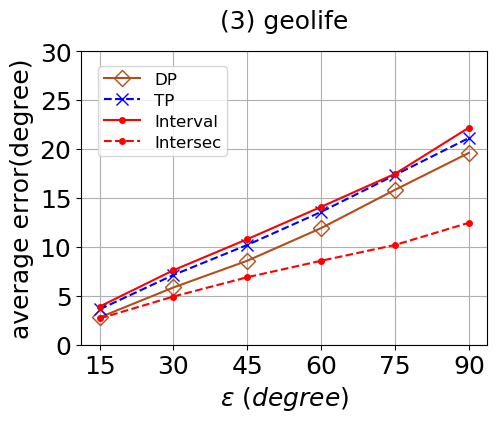 (3) geolife
average error(degree)
30
25
20
15
10
5
0
DP
TP
Interval
Intersec
15 30 45 60 75 90
ε (degree)